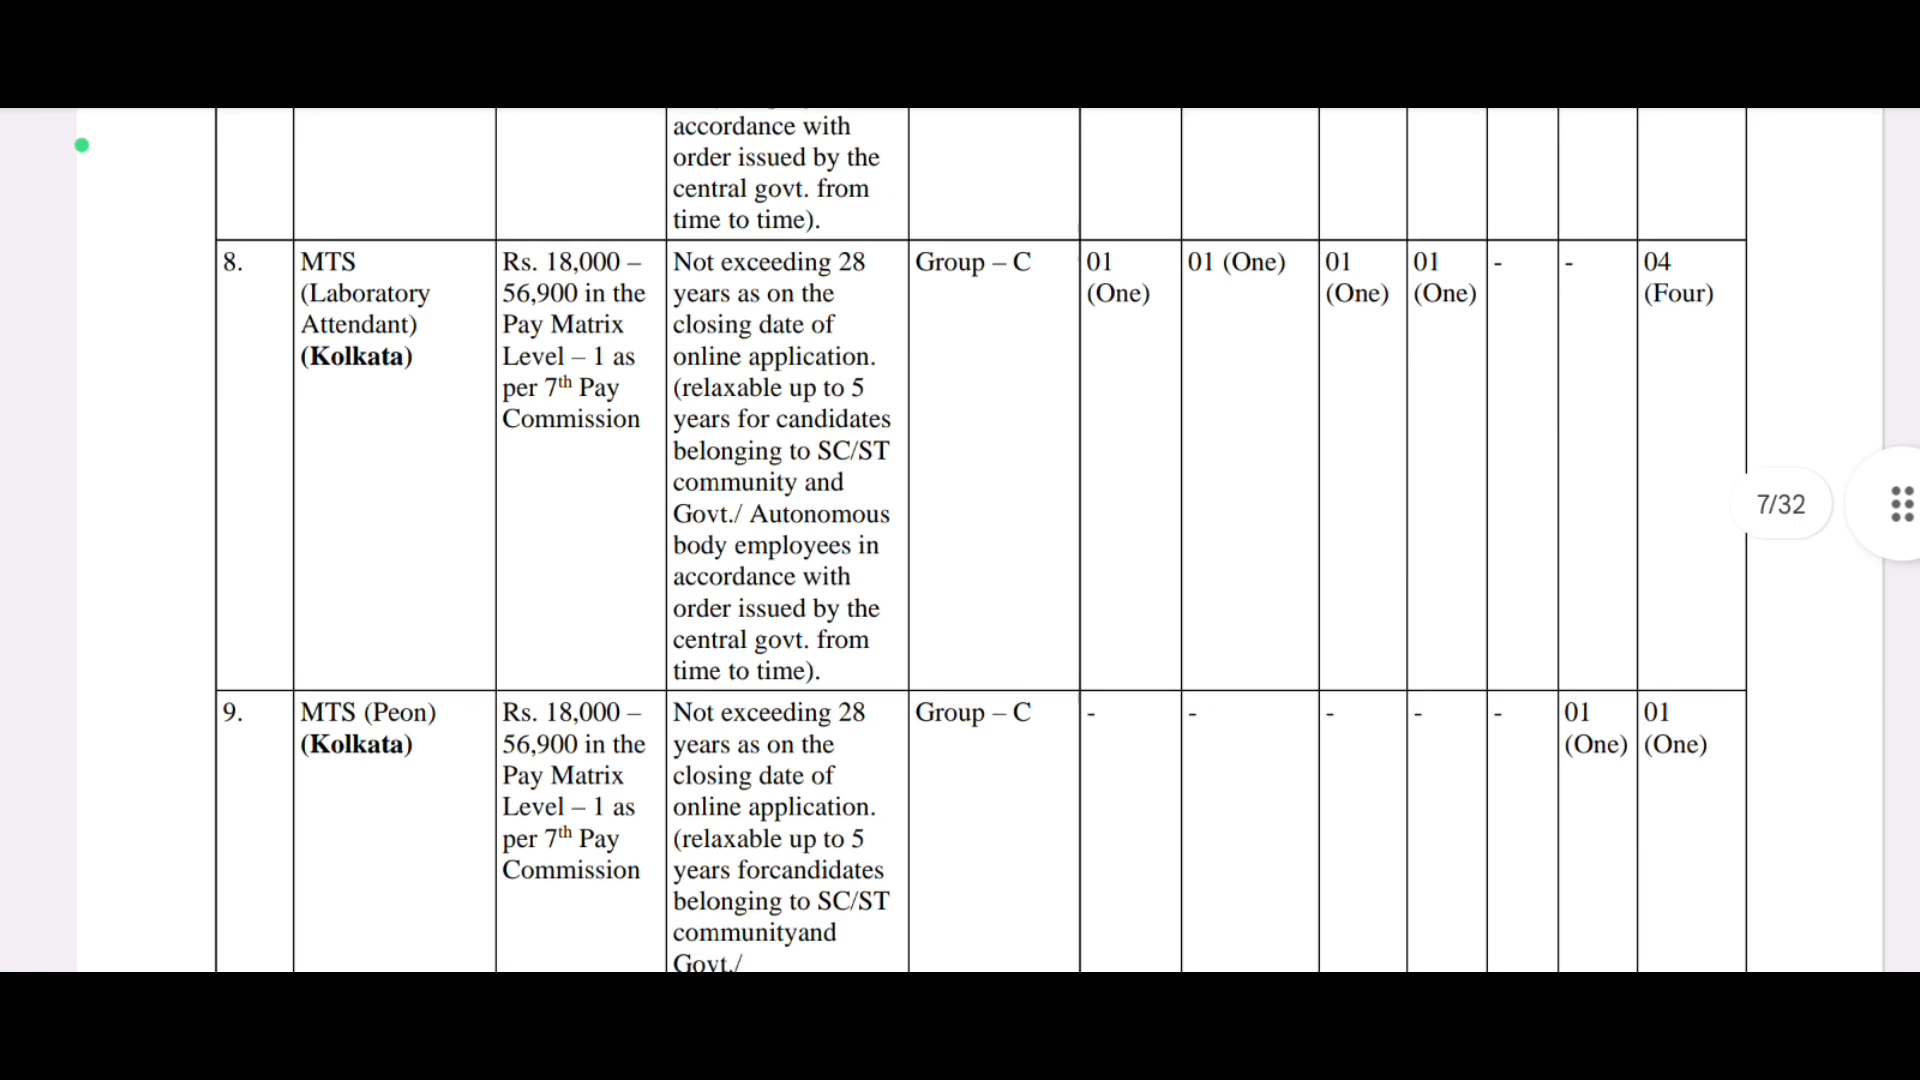 accordance with
order issued by the
central govt. from
time to time).
8. MTS (Laboratory Attendant) (Kolkata)
Rs. 18,000 – 56,900 in the Pay Matrix Level – 1 as per 7th Pay Commission
Not exceeding 28
years as on the
closing date of
online application.
(relaxable up to 5
years for candidates
belonging to SC/ST
community and
Govt./ Autonomous
body employees in
accordance with
order issued by the
central govt. from
time to time).
Group – C
01 (One)
01 (One)
01 (One)
01 (One)
-
-
04 (Four)
7/32
9. MTS (Peon) (Kolkata)
Rs. 18,000 – 56,900 in the Pay Matrix Level – 1 as per 7th Pay Commission
Not exceeding 28
years as on the
closing date of
online application.
(relaxable up to 5
years forcandidates
belonging to SC/ST
communityand
Govt./
Group – C
-
-
-
-
-
01 (One)
01 (One)